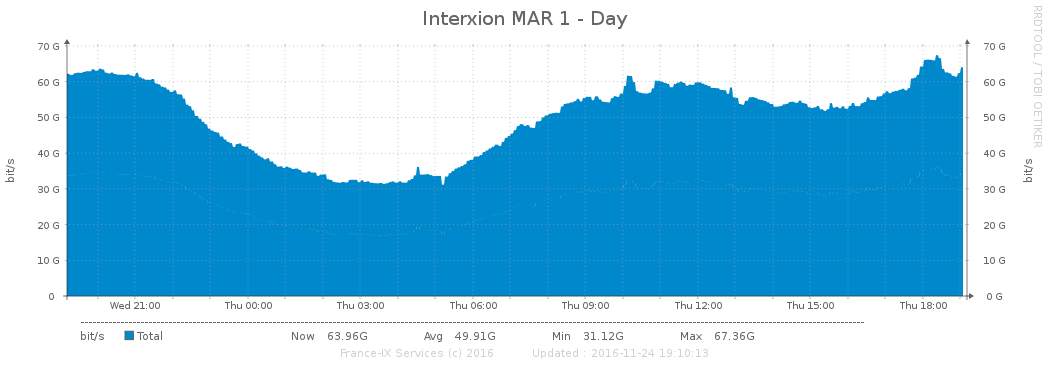 Interxion MAR 1 - Day
RRDTOOL / TOBI OETIKER
bit/s
70 G 70 G
60 G 60 G
50 G 50 G
40 G 40 G
30 G 30 G
20 G 20 G
10 G 10 G
0 0 G
bit/s
Wed 21:00 Thu 00:00 Thu 03:00 Thu 06:00 Thu 09:00 Thu 12:00 Thu 15:00 Thu 18:00
bit/s Total Now 63.96G Avg 49.91G Min 31.12G Max 67.36G
France-IX Services (c) 2016 Updated : 2016-11-24 19:10:13